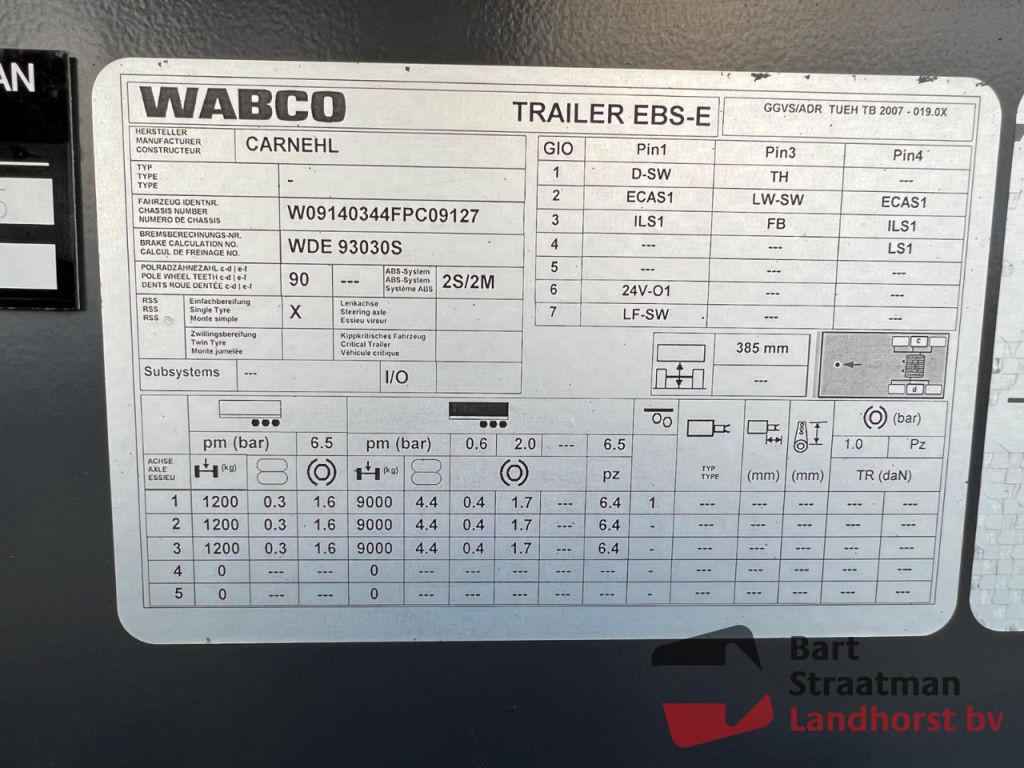 AN
WABCO
TRAILER EBS-E
GGVS/ADR TUEH TB 2007 - 019.0X
HERSTELLER
MANUFACTURER
CONSTRUCTEUR
CARNEHL
TYP
TYPE
TYPE
-
FAHRZEUG IDENTNR.
CHASSIS NUMBER
NUMERO DE CHASSIS
W09140344FPC09127
BREMSBERECHNUNGS-NR.
BRAKE CALCULATION NO.
CALCUL DE FREINAGE NO.
WDE 93030S
POLRADZÄHNEZAHL c-d | e-f
POLE WHEEL TEETH c-d | e-f
DENTS ROUE DENTÉE c-d | e-f
90 ---
ABS-System
ABS-System
Système ABS
2S/2M
RSS
RSS
RSS
Einfachbereifung
Single Tyre
Monte simple
X
Lenkachse
Steering axle
Essieu vireur
Zwillingsbereifung
Twin Tyre
Monte jumelée
Kippkritisches Fahrzeug
Critical Trailer
Véhicule critique
Subsystems --- I/O
GIO Pin1 Pin3 Pin4
1 D-SW TH ---
2 ECAS1 LW-SW ECAS1
3 ILS1 FB ILS1
4 --- --- LS1
5 --- --- ---
6 24V-O1 --- ---
7 LF-SW --- ---
385 mm
---
c
d
(bar)
pm (bar) 6.5 pm (bar) 0.6 2.0 --- 6.5 1.0 Pz
ACHSE
AXLE
ESSIEU
(kg) (kg) pz
TYP
TYPE
(mm) (mm) TR (daN)
1 1200 0.3 1.6 9000 4.4 0.4 1.7 --- 6.4 1 --- --- --- --- ---
2 1200 0.3 1.6 9000 4.4 0.4 1.7 --- 6.4 - --- --- --- --- ---
3 1200 0.3 1.6 9000 4.4 0.4 1.7 --- 6.4 - --- --- --- --- ---
4 0 --- --- 0 --- --- --- --- --- - --- --- --- --- ---
5 0 --- --- 0 --- --- --- --- --- - --- --- --- --- ---
Bart
Straatman
Landhorst bv